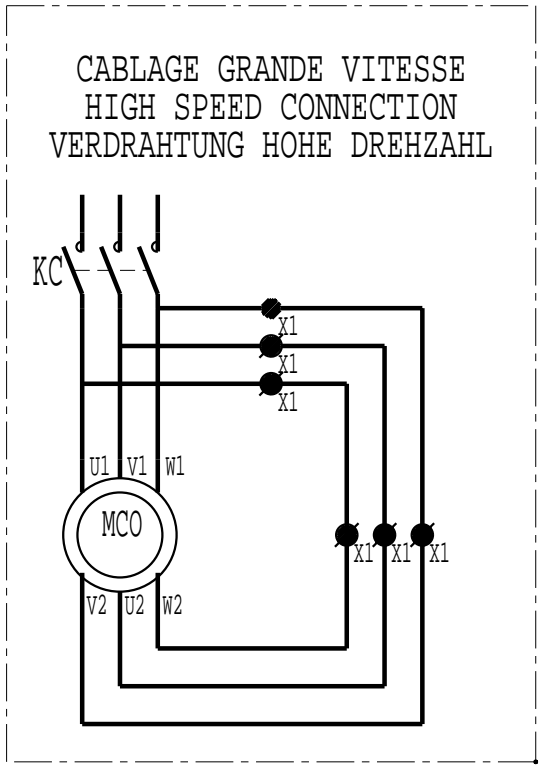 CABLAGE GRANDE VITESSE
HIGH SPEED CONNECTION
VERDRAHTUNG HOHE DREHZAHL
KC
X1
X1
X1
U1 V1 W1
MCO
X1 X1 X1
V2 U2 W2